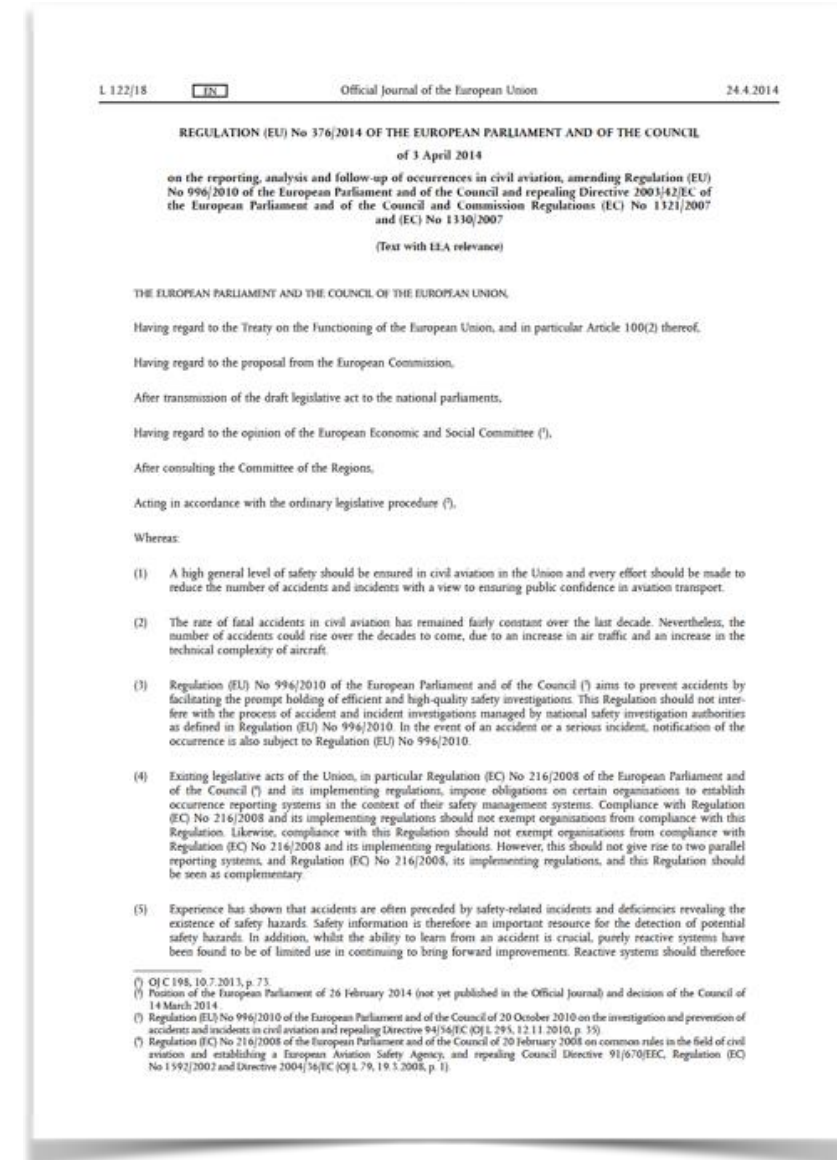 L 122/18 EN Official Journal of the European Union 24.4.2014
REGULATION (EU) No 376/2014 OF THE EUROPEAN PARLIAMENT AND OF THE COUNCIL
of 3 April 2014
on the reporting, analysis and follow-up of occurrences in civil aviation, amending Regulation (EU)
No 996/2010 of the European Parliament and of the Council and repealing Directive 2003/42/EC of
the European Parliament and of the Council and Commission Regulations (EC) No 1321/2007
and (EC) No 1330/2007
(Text with EEA relevance)
THE EUROPEAN PARLIAMENT AND THE COUNCIL OF THE EUROPEAN UNION,
Having regard to the Treaty on the Functioning of the European Union, and in particular Article 100(2) thereof,
Having regard to the proposal from the European Commission,
After transmission of the draft legislative act to the national parliaments,
Having regard to the opinion of the European Economic and Social Committee (¹),
After consulting the Committee of the Regions,
Acting in accordance with the ordinary legislative procedure (²),
Whereas:
(1) A high general level of safety should be ensured in civil aviation in the Union and every effort should be made to
reduce the number of accidents and incidents with a view to ensuring public confidence in aviation transport.
(2) The rate of fatal accidents in civil aviation has remained fairly constant over the last decade. Nevertheless, the
number of accidents could rise over the decades to come, due to an increase in air traffic and an increase in the
technical complexity of aircraft.
(3) Regulation (EU) No 996/2010 of the European Parliament and of the Council (³) aims to prevent accidents by
facilitating the prompt holding of efficient and high-quality safety investigations. This Regulation should not inter-
fere with the process of accident and incident investigations managed by national safety investigation authorities
as defined in Regulation (EU) No 996/2010. In the event of an accident or a serious incident, notification of the
occurrence is also subject to Regulation (EU) No 996/2010.
(4) Existing legislative acts of the Union, in particular Regulation (EC) No 216/2008 of the European Parliament and
of the Council (⁴) and its implementing regulations, impose obligations on certain organisations to establish
occurrence reporting systems in the context of their safety management systems. Compliance with Regulation
(EC) No 216/2008 and its implementing regulations should not exempt organisations from compliance with this
Regulation. Likewise, compliance with this Regulation should not exempt organisations from compliance with
Regulation (EC) No 216/2008 and its implementing regulations. However, this should not give rise to two parallel
reporting systems, and Regulation (EC) No 216/2008, its implementing regulations, and this Regulation should
be seen as complementary.
(5) Experience has shown that accidents are often preceded by safety-related incidents and deficiencies revealing the
existence of safety hazards. Safety information is therefore an important resource for the detection of potential
safety hazards. In addition, whilst the ability to learn from an accident is crucial, purely reactive systems have
been found to be of limited use in continuing to bring forward improvements. Reactive systems should therefore
(¹) OJ C 198, 10.7.2013, p. 73.
(²) Position of the European Parliament of 26 February 2014 (not yet published in the Official Journal) and decision of the Council of
14 March 2014.
(³) Regulation (EU) No 996/2010 of the European Parliament and of the Council of 20 October 2010 on the investigation and prevention of
accidents and incidents in civil aviation and repealing Directive 94/56/EC (OJ L 295, 12.11.2010, p. 35).
(⁴) Regulation (EC) No 216/2008 of the European Parliament and of the Council of 20 February 2008 on common rules in the field of civil
aviation and establishing a European Aviation Safety Agency, and repealing Council Directive 91/670/EEC, Regulation (EC)
No 1592/2002 and Directive 2004/36/EC (OJ L 79, 19.3.2008, p. 1).